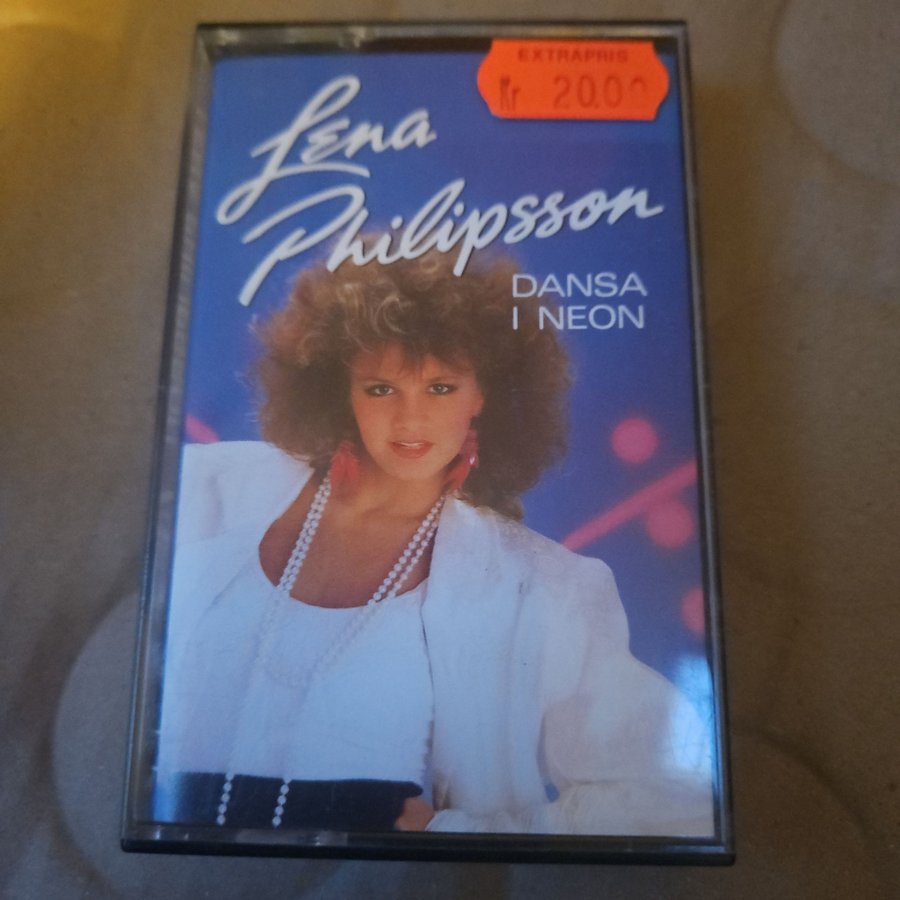 EXTRAPRIS
Kr 20.00
Lena
Philipsson
DANSA
I NEON